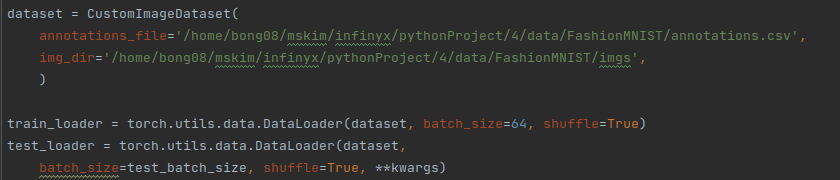 dataset = CustomImageDataset(
    annotations_file='/home/bong08/mskim/infinyx/pythonProject/4/data/FashionMNIST/annotations.csv',
    img_dir='/home/bong08/mskim/infinyx/pythonProject/4/data/FashionMNIST/imgs',
    )
train_loader = torch.utils.data.DataLoader(dataset, batch_size=64, shuffle=True)
test_loader = torch.utils.data.DataLoader(dataset,
    batch_size=test_batch_size, shuffle=True, **kwargs)